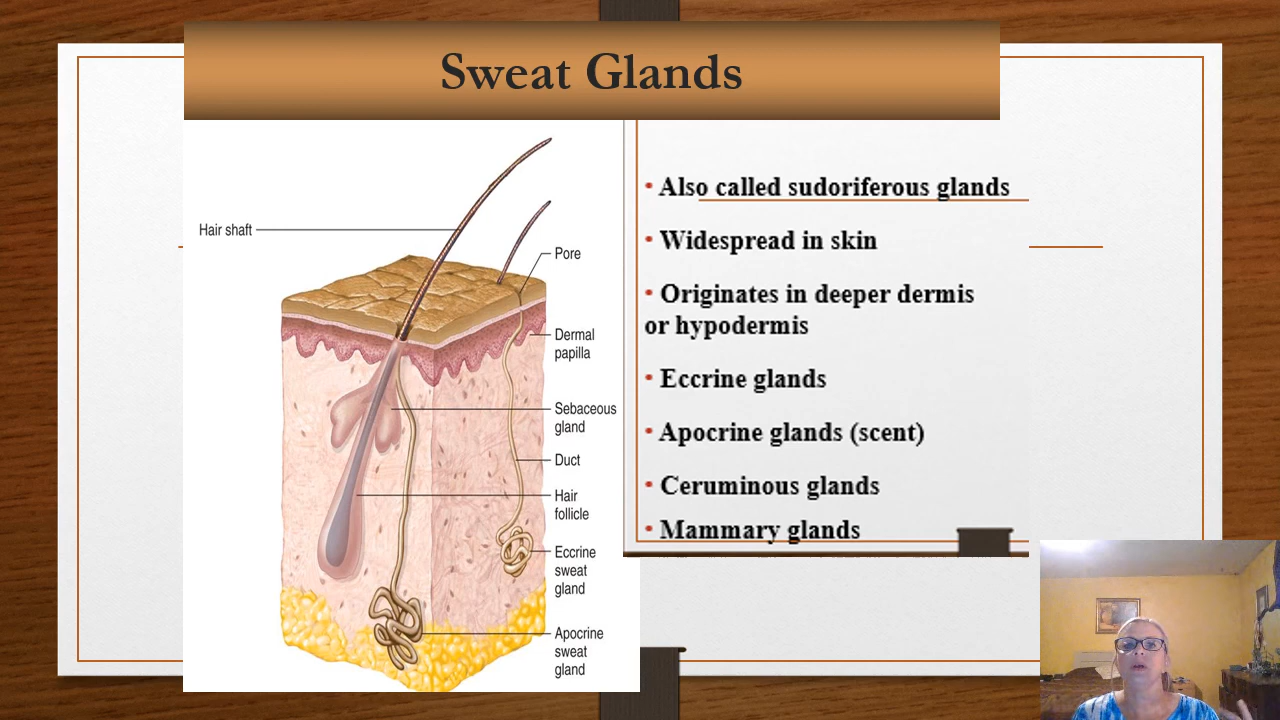 Sweat Glands
Hair shaft
Pore
Dermal
papilla
Sebaceous
gland
Duct
Hair
follicle
Eccrine
sweat
gland
Apocrine
sweat
gland
• Also called sudoriferous glands
• Widespread in skin
• Originates in deeper dermis
or hypodermis
• Eccrine glands
• Apocrine glands (scent)
• Ceruminous glands
• Mammary glands